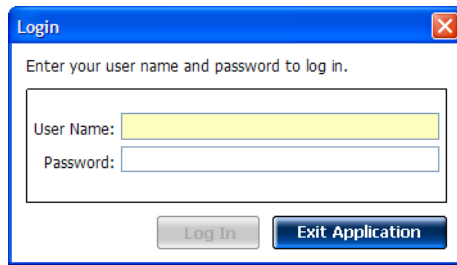 Login
Enter your user name and password to log in.
User Name:
Password:
Log In
Exit Application